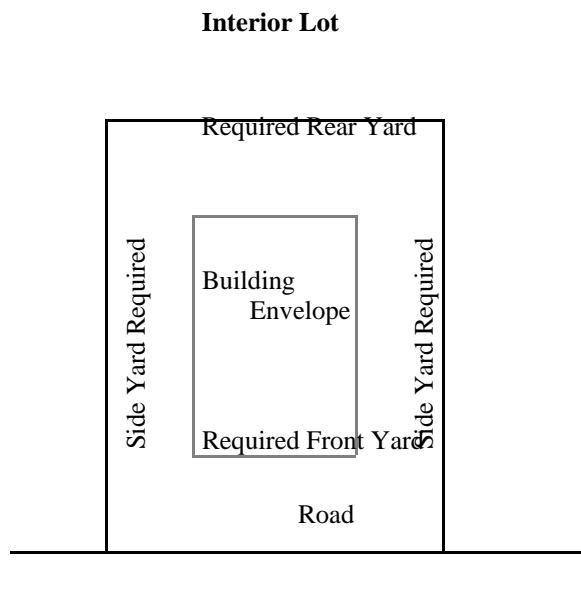 Interior Lot
Required Rear Yard
Side Yard Required
Side Yard Required
Building
Envelope
Required Front Yard
Road